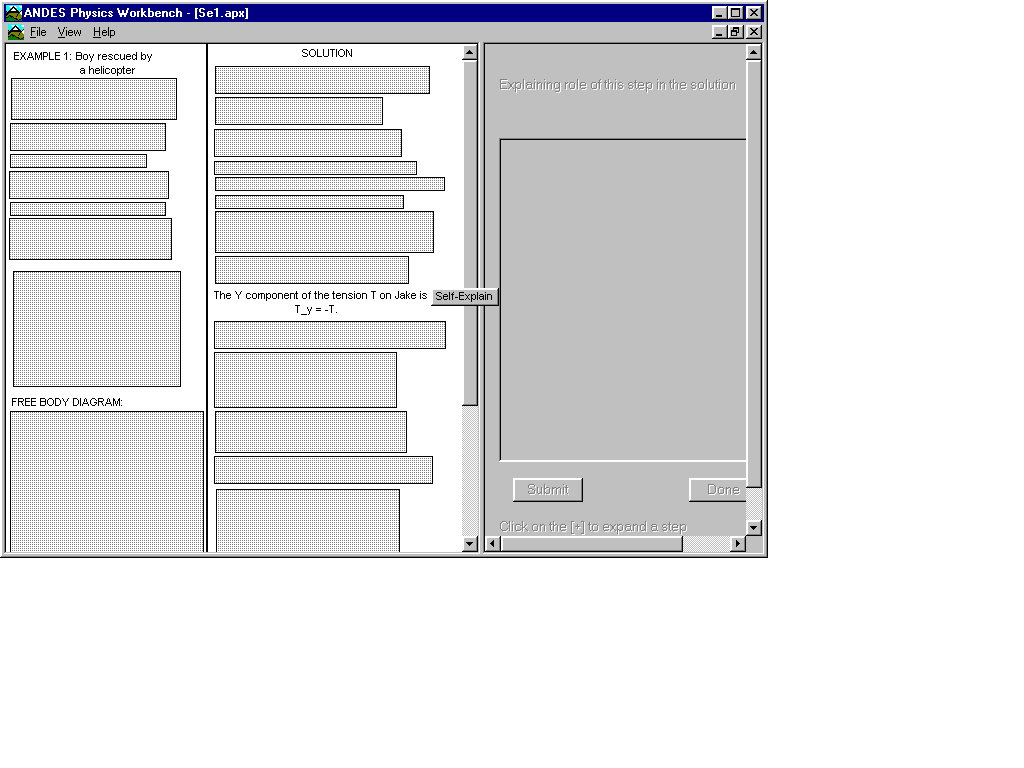 ANDES Physics Workbench - [Se1.apx]
File View Help
EXAMPLE 1: Boy rescued by
a helicopter
FREE BODY DIAGRAM:
SOLUTION
The Y component of the tension T on Jake is
T_y = -T.
Self-Explain
Explaining role of this step in the solution
Submit
Done
Click on the [+] to expand a step